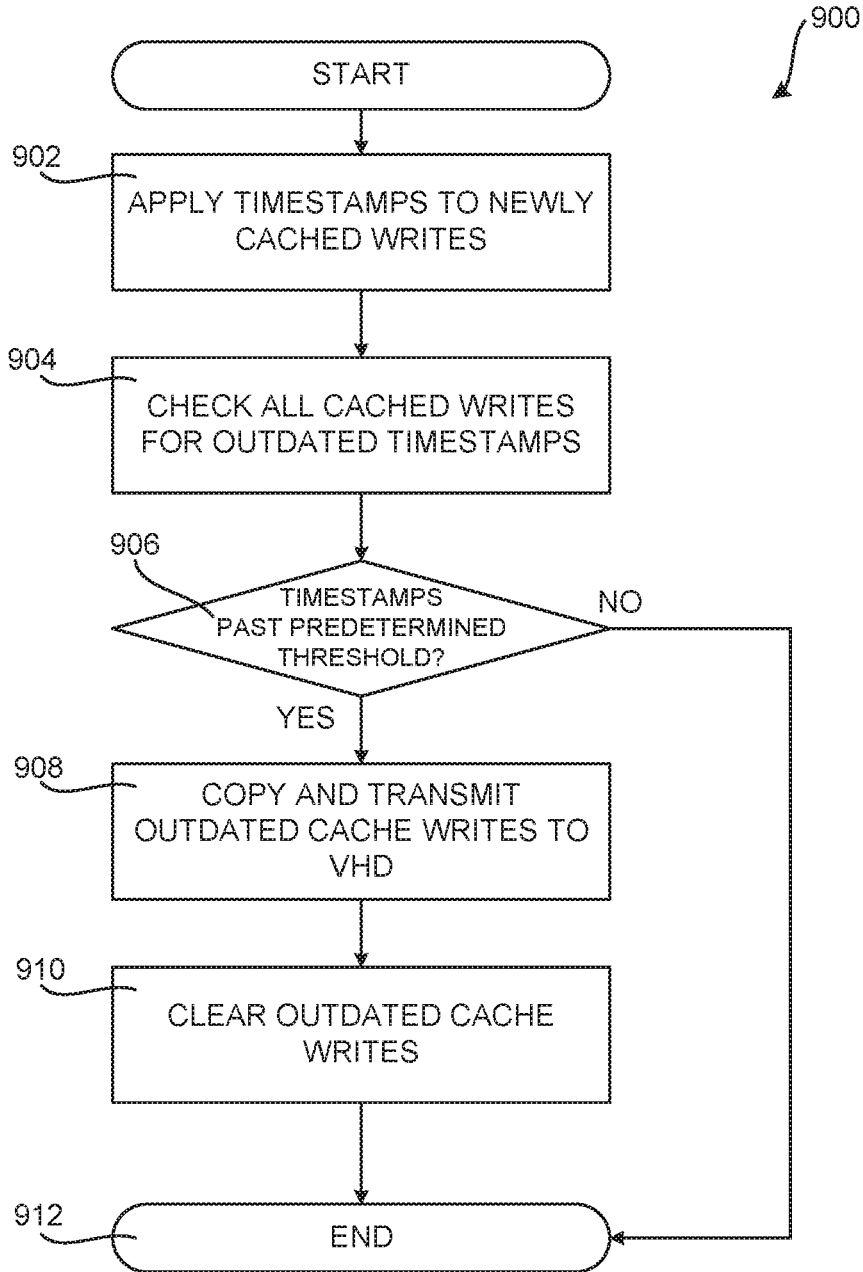 900
START
902
APPLY TIMESTAMPS TO NEWLY
CACHED WRITES
904
CHECK ALL CACHED WRITES
FOR OUTDATED TIMESTAMPS
906
TIMESTAMPS
PAST PREDETERMINED
THRESHOLD?
NO
YES
908
COPY AND TRANSMIT
OUTDATED CACHE WRITES TO
VHD
910
CLEAR OUTDATED CACHE
WRITES
912
END